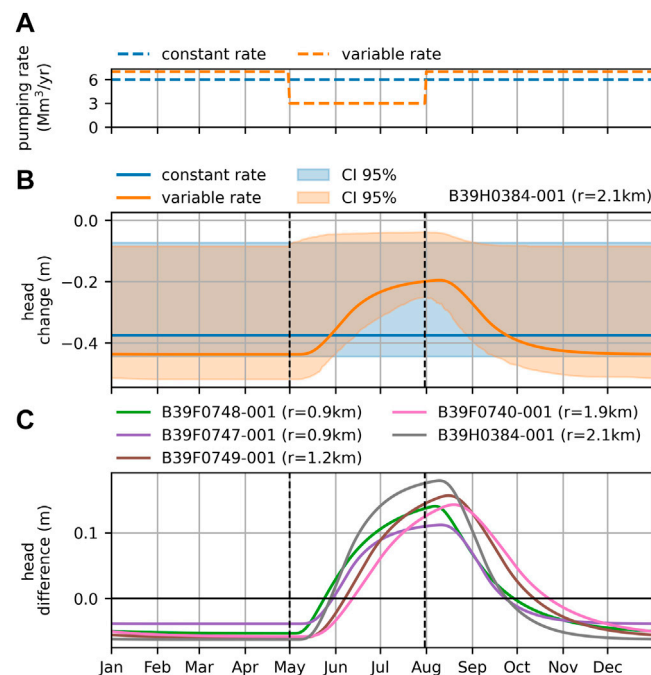 A
constant rate variable rate
pumping rate
(Mm³/yr)
6
3
0
B
constant rate CI 95%
variable rate CI 95%
B39H0384-001 (r=2.1km)
head
change (m)
0.0
−0.2
−0.4
C
B39F0748-001 (r=0.9km) B39F0740-001 (r=1.9km)
B39F0747-001 (r=0.9km) B39H0384-001 (r=2.1km)
B39F0749-001 (r=1.2km)
head
difference (m)
0.1
0.0
Jan Feb Mar Apr May Jun Jul Aug Sep Oct Nov Dec